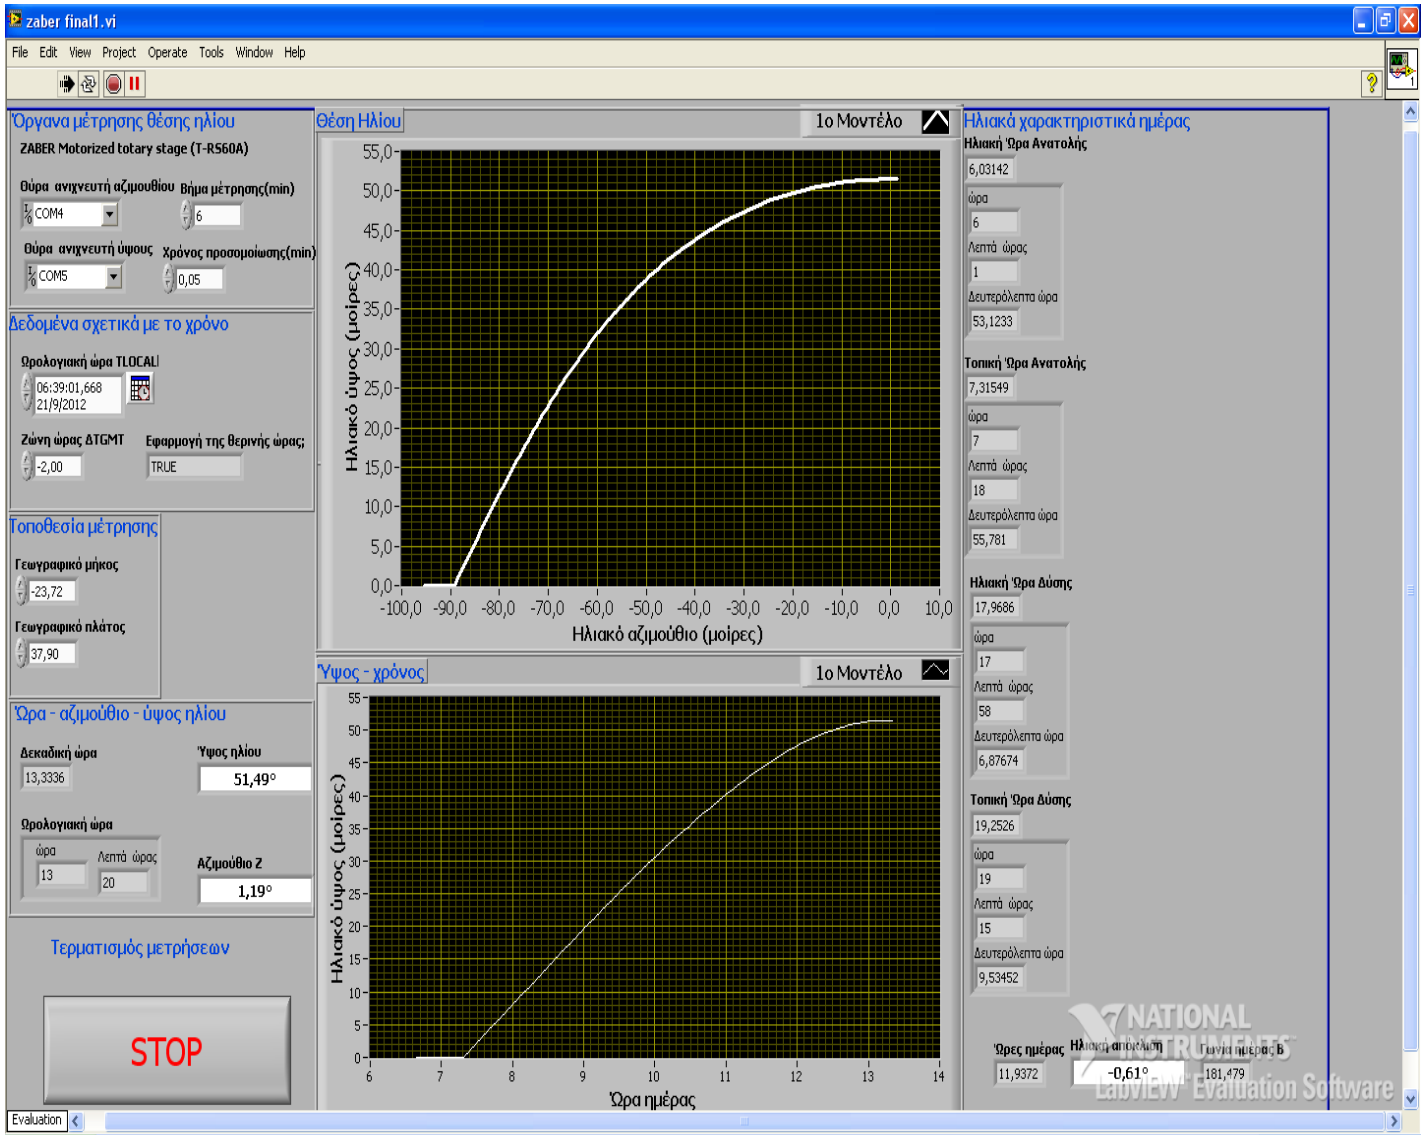 zaber final1.vi
File Edit View Project Operate Tools Window Help
1
Όργανα μέτρησης θέσης ηλίου
ZABER Motorized totary stage (T-RS60A)
Θύρα ανιχνευτή αζιμουθίου Βήμα μέτρησης(min)
COM4 6
Θύρα ανιχνευτή ύψους Χρόνος προσομοίωσης(min)
COM5 0,05
Δεδομένα σχετικά με το χρόνο
Ωρολογιακή ώρα TLOCAL
06:39:01,668
21/9/2012
Ζώνη ώρας ΔTGMT Εφαρμογή της θερινής ώρας;
-2,00 TRUE
Τοποθεσία μέτρησης
Γεωγραφικό μήκος
-23,72
Γεωγραφικό πλάτος
37,90
Ώρα - αζιμούθιο - ύψος ηλίου
Δεκαδική ώρα Ύψος ηλίου
13,3336 51,49°
Ωρολογιακή ώρα
ώρα Λεπτά ώρας
13 20
Αζιμούθιο Z
1,19°
Τερματισμός μετρήσεων
STOP
Θέση Ηλίου 1ο Μοντέλο
Ηλιακό ύψος (μοίρες)
55,0
50,0
45,0
40,0
35,0
30,0
25,0
20,0
15,0
10,0
5,0
0,0
-100,0 -90,0 -80,0 -70,0 -60,0 -50,0 -40,0 -30,0 -20,0 -10,0 0,0 10,0
Ηλιακό αζιμούθιο (μοίρες)
Ύψος - χρόνος 1ο Μοντέλο
Ηλιακό ύψος (μοίρες)
55
50
45
40
35
30
25
20
15
10
5
0
6 7 8 9 10 11 12 13 14
Ώρα ημέρας
Ηλιακά χαρακτηριστικά ημέρας
Ηλιακή Ώρα Ανατολής
6,03142
ώρα
6
Λεπτά ώρας
1
Δευτερόλεπτα ώρα
53,1233
Τοπική Ώρα Ανατολής
7,31549
ώρα
7
Λεπτά ώρας
18
Δευτερόλεπτα ώρα
55,781
Ηλιακή Ώρα Δύσης
17,9686
ώρα
17
Λεπτά ώρας
58
Δευτερόλεπτα ώρα
6,87674
Τοπική Ώρα Δύσης
19,2526
ώρα
19
Λεπτά ώρας
15
Δευτερόλεπτα ώρα
9,53452
Ώρες ημέρας Ηλιακή απόκλιση Γωνία ημέρας B
11,9372 -0,61° 181,479
NATIONAL
INSTRUMENTS
LabVIEW Evaluation Software
Evaluation